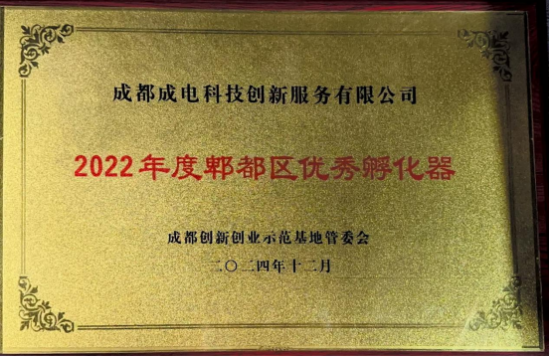 成都成电科技创新服务有限公司
2022年度郫都区优秀孵化器
成都创新创业示范基地管委会
二〇二四年十二月